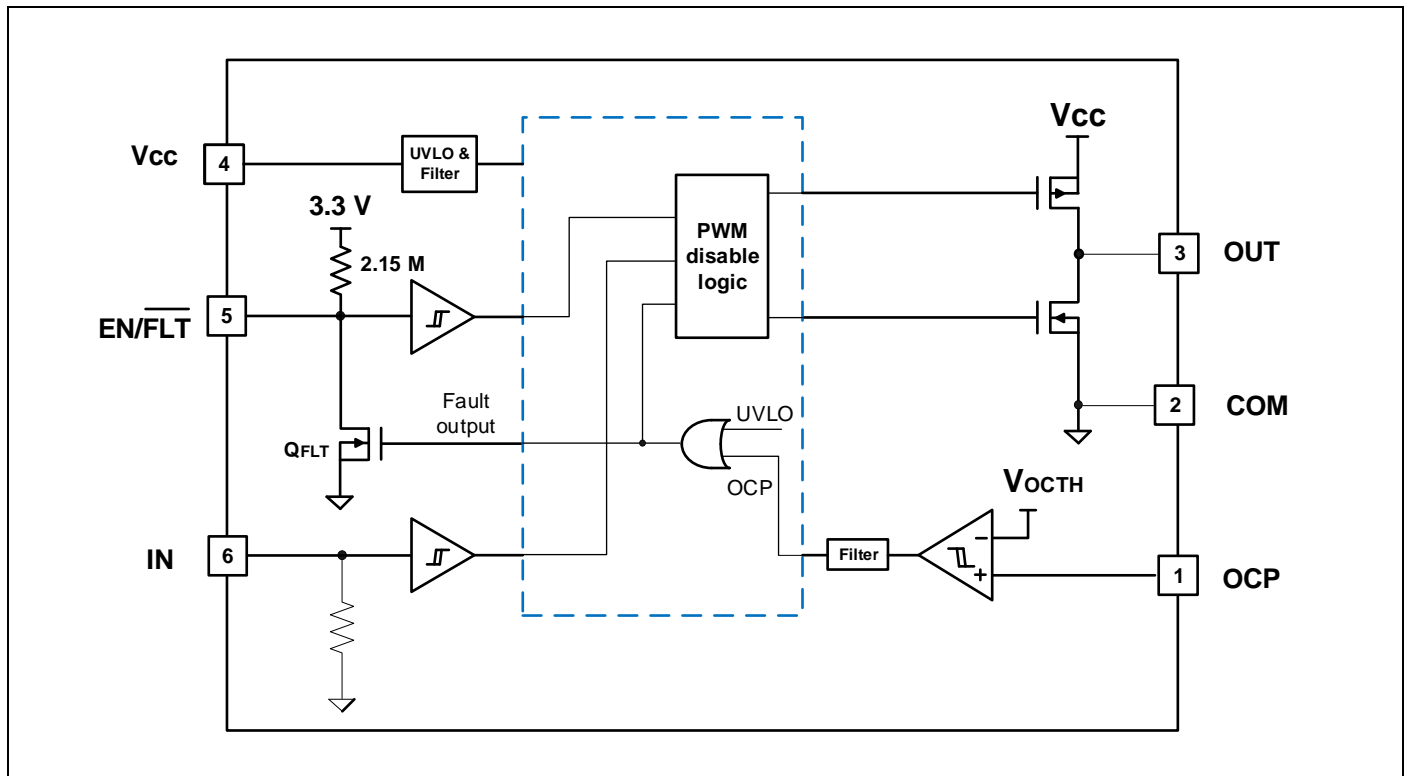 Vcc
4
UVLO &
Filter
3.3 V
2.15 M
EN/FLT
5
PWM
disable
logic
Vcc
3
OUT
2
COM
Fault
output
QFLT
UVLO
OCP
VOCTH
IN
6
Filter
-
+
1
OCP